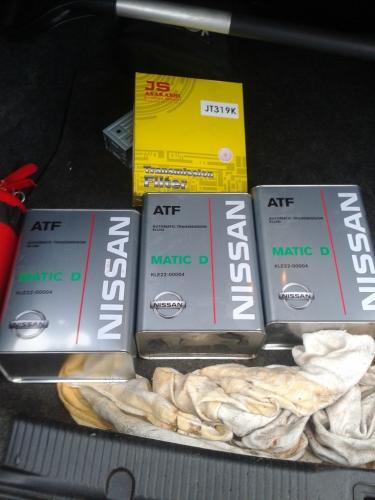 JS
ASAKASHI
JT319K
Transmission
Filter
ATF
AUTOMATIC TRANSMISSION
FLUID
MATIC D
KLE22-00004
NISSAN
NISSAN
ATF
AUTOMATIC TRANSMISSION
FLUID
MATIC D
KLE22-00004
NISSAN
NISSAN
ATF
AUTOMATIC TRANSMISSION
FLUID
MATIC D
KLE22-00004
NISSAN
NISSAN